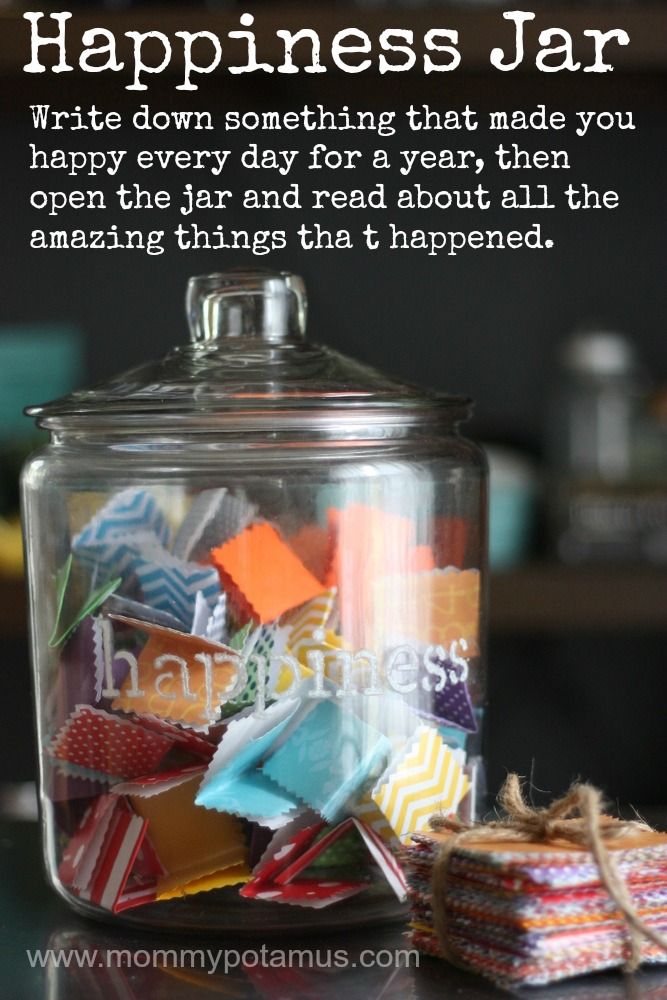 Happiness Jar
Write down something that made you
happy every day for a year, then
open the jar and read about all the
amazing things tha t happened.
happiness
www.mommypotamus.com